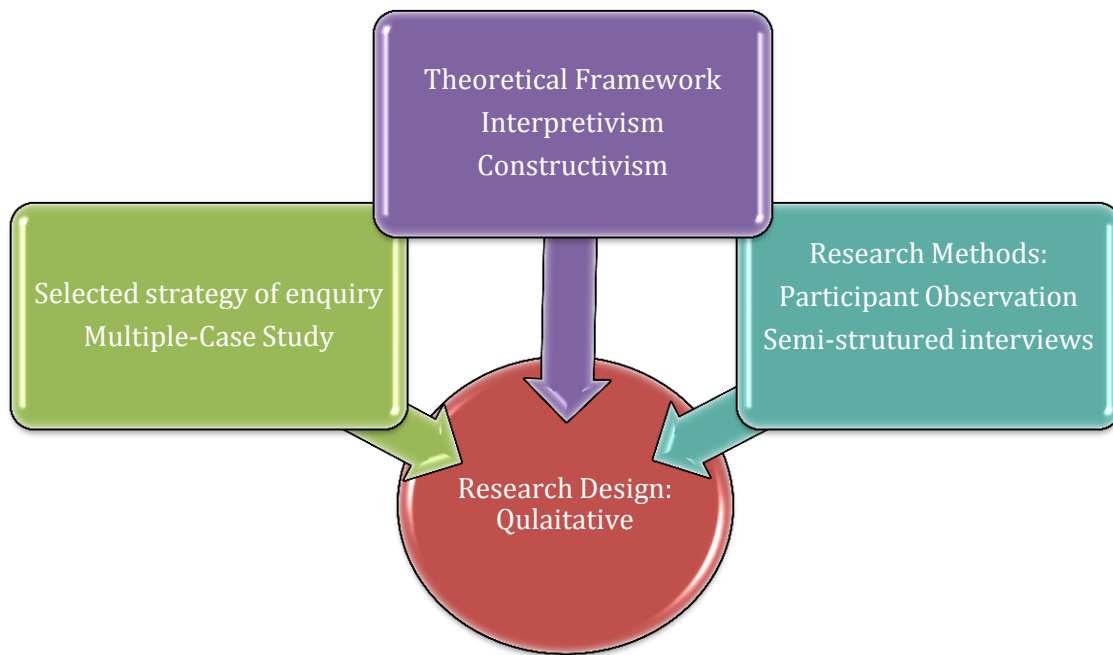 Theoretical Framework
Interpretivism
Constructivism
Selected strategy of enquiry
Multiple-Case Study
Research Methods:
Participant Observation
Semi-strutured interviews
Research Design:
Qulaitative